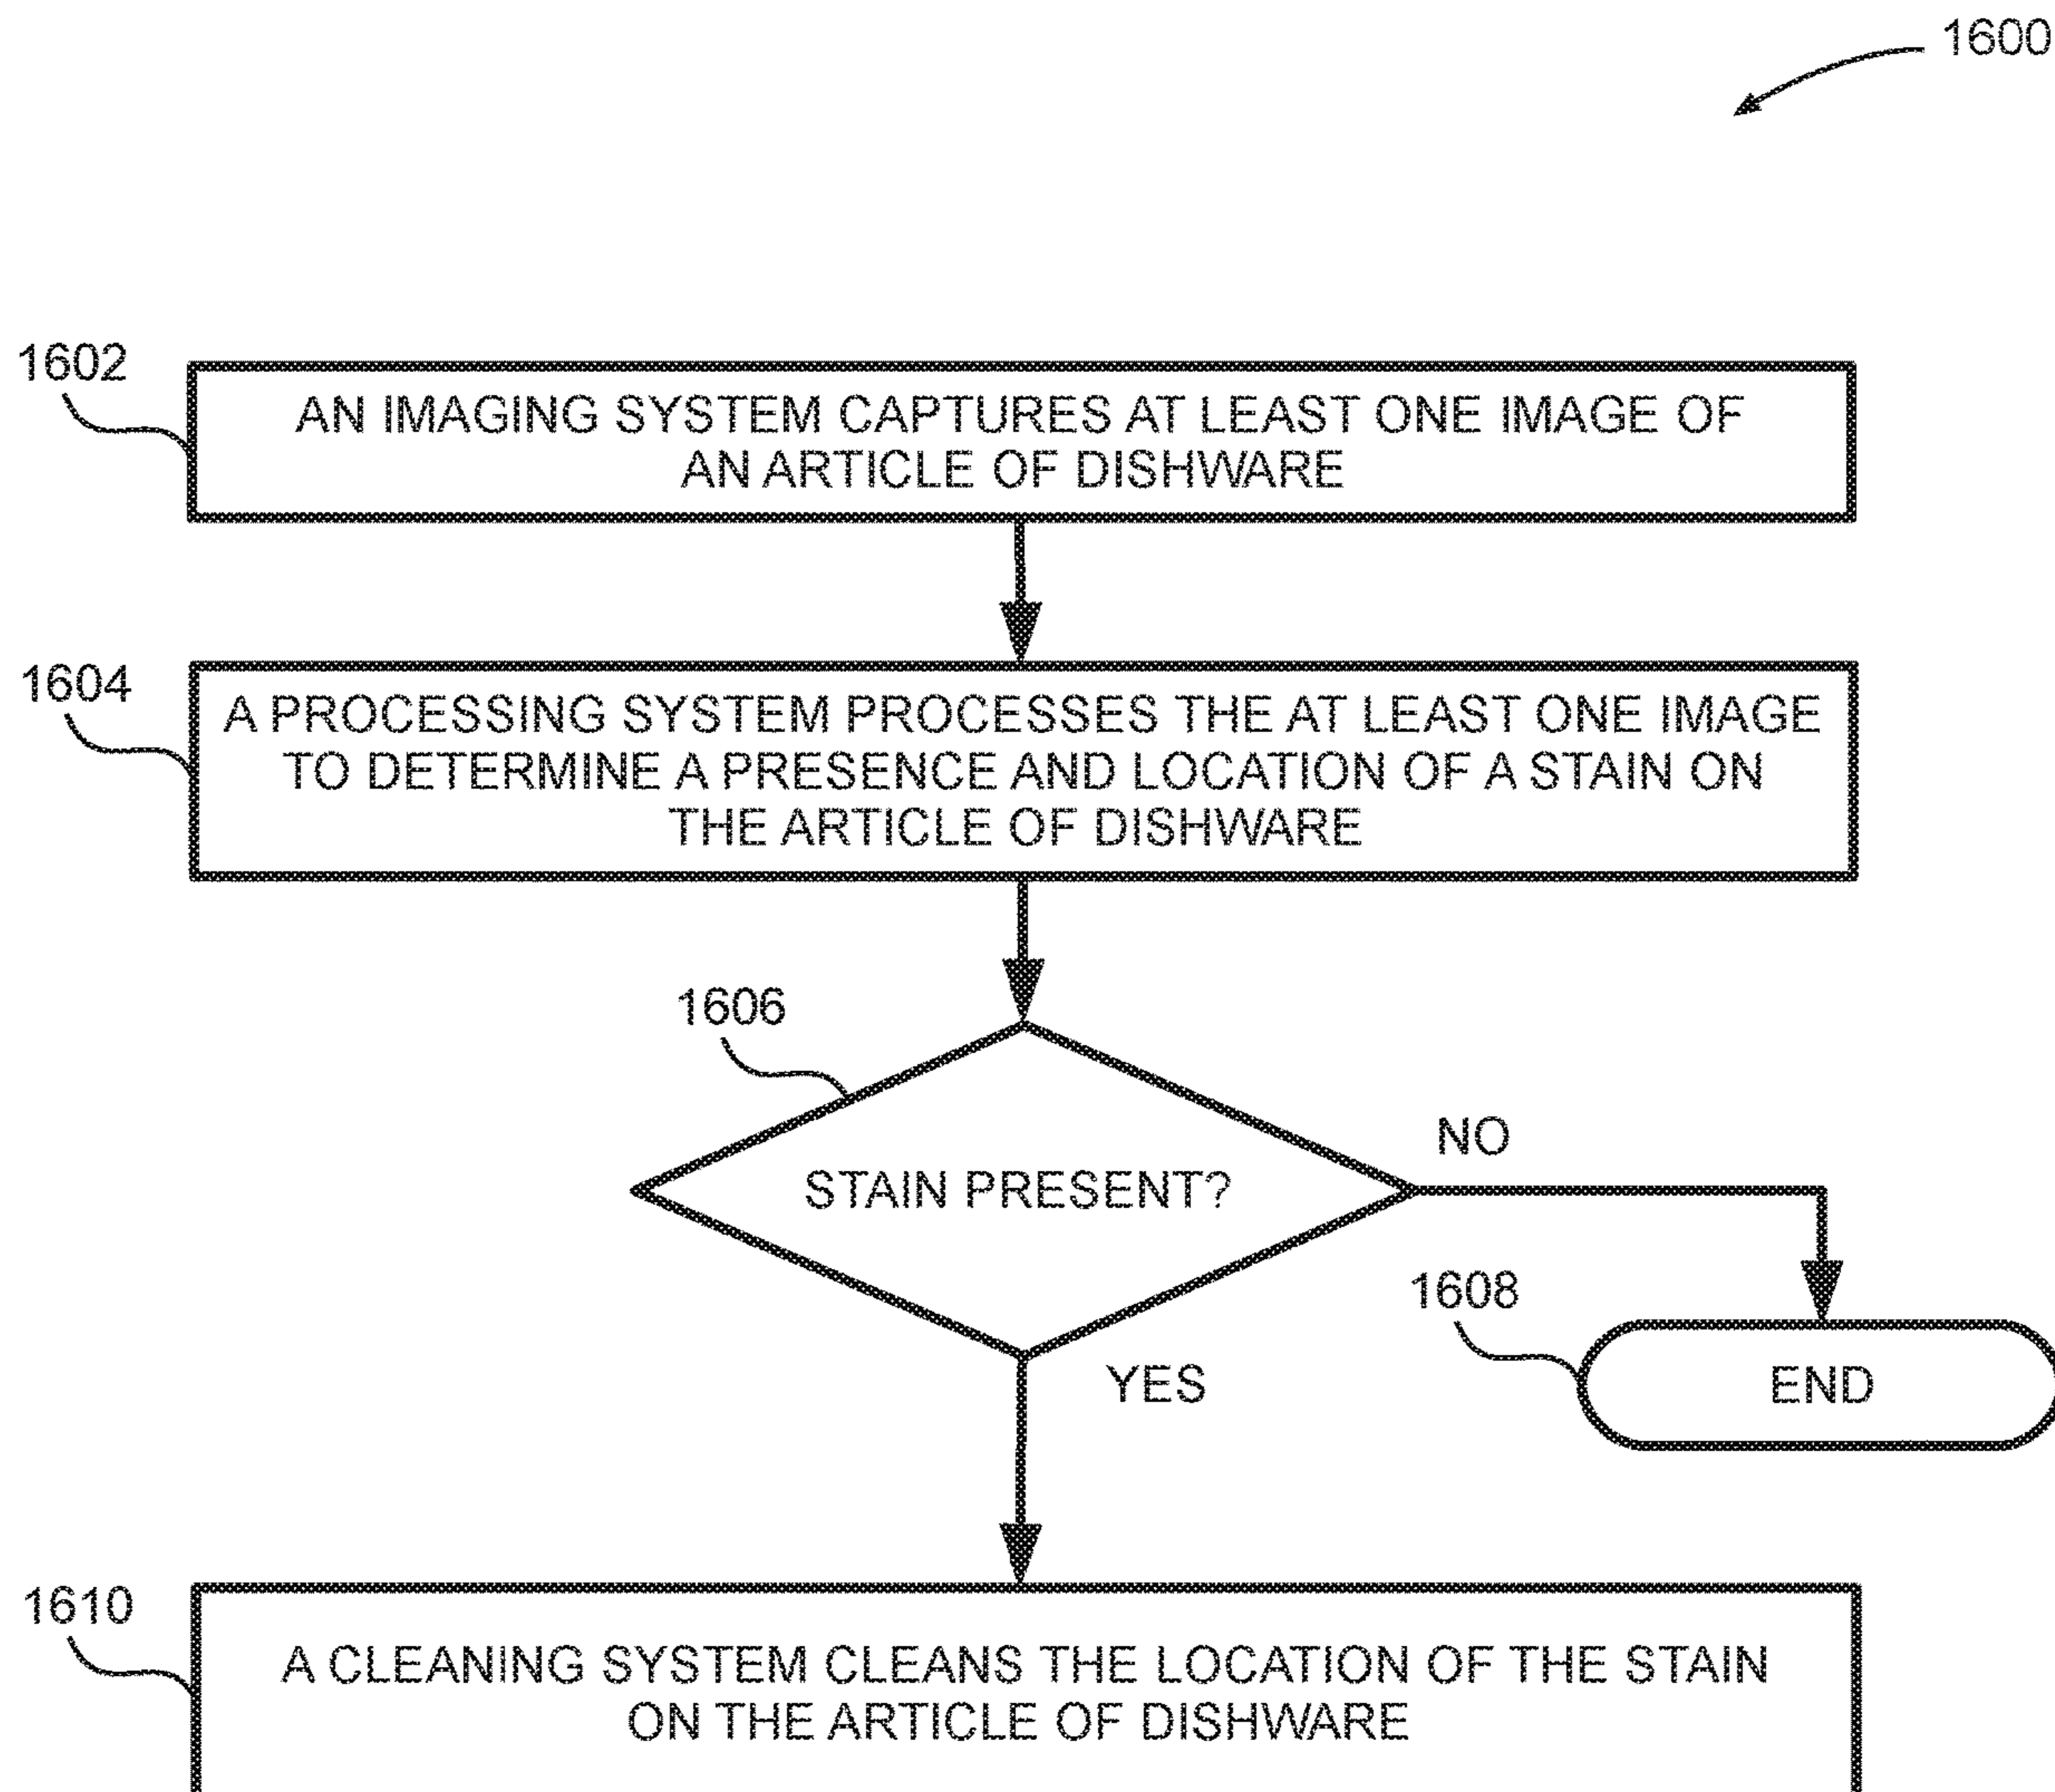 1600
1602
AN IMAGING SYSTEM CAPTURES AT LEAST ONE IMAGE OF
AN ARTICLE OF DISHWARE
1604
A PROCESSING SYSTEM PROCESSES THE AT LEAST ONE IMAGE
TO DETERMINE A PRESENCE AND LOCATION OF A STAIN ON
THE ARTICLE OF DISHWARE
1606
STAIN PRESENT?
NO
1608
END
YES
1610
A CLEANING SYSTEM CLEANS THE LOCATION OF THE STAIN
ON THE ARTICLE OF DISHWARE